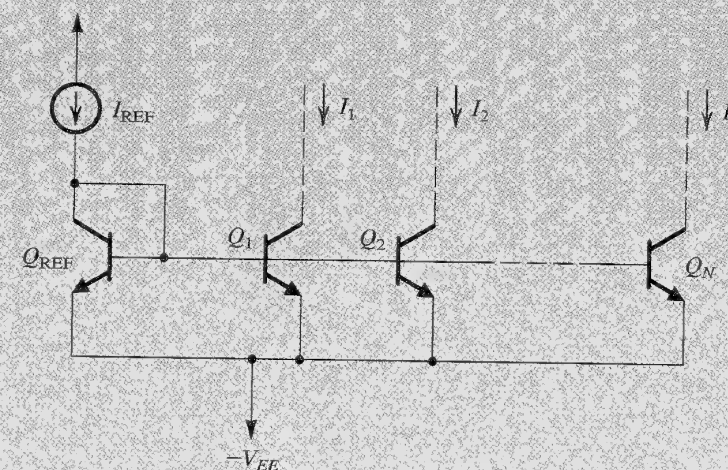 I_REF
I_1
I_2
I
Q_REF
Q_1
Q_2
Q_N
-V_EE